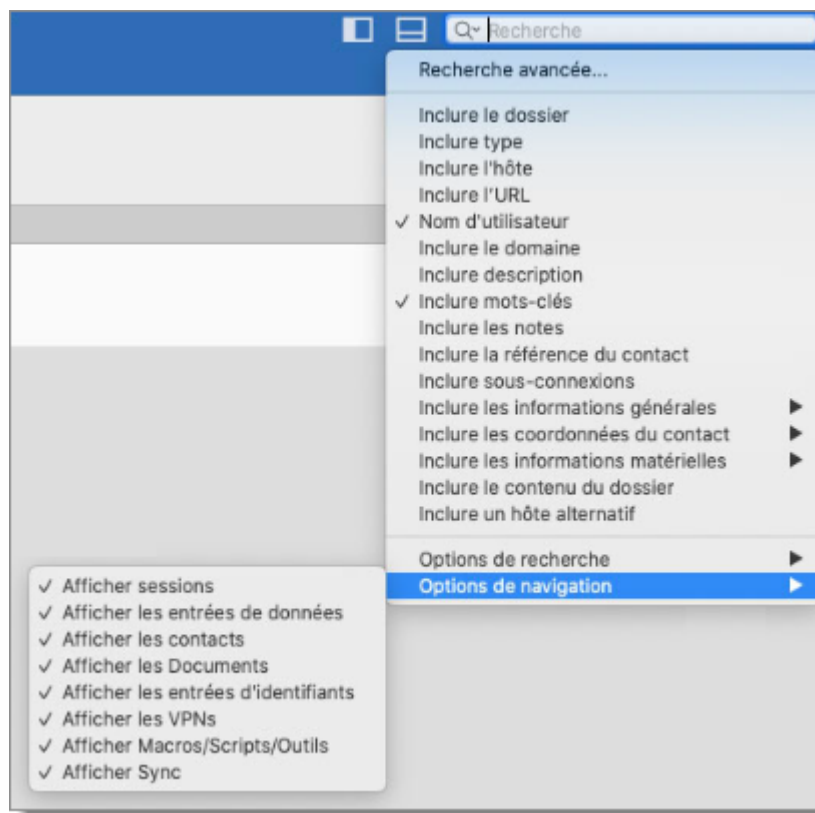 Recherche
Recherche avancée...
Inclure le dossier
Inclure type
Inclure l'hôte
Inclure l'URL
✓ Nom d'utilisateur
Inclure le domaine
Inclure description
✓ Inclure mots-clés
Inclure les notes
Inclure la référence du contact
Inclure sous-connexions
Inclure les informations générales
Inclure les coordonnées du contact
Inclure les informations matérielles
Inclure le contenu du dossier
Inclure un hôte alternatif
Options de recherche
Options de navigation
✓ Afficher sessions
✓ Afficher les entrées de données
✓ Afficher les contacts
✓ Afficher les Documents
✓ Afficher les entrées d'identifiants
✓ Afficher les VPNs
✓ Afficher Macros/Scripts/Outils
✓ Afficher Sync